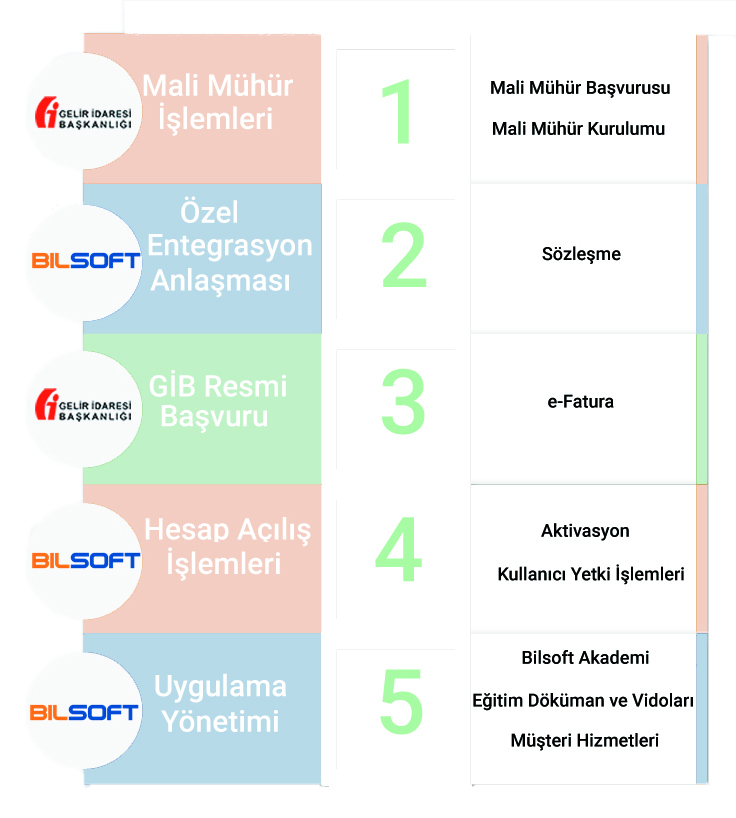 GELİR İDARESİ
BAŞKANLIĞI
Mali Mühür
İşlemleri
1
Mali Mühür Başvurusu
Mali Mühür Kurulumu
BILSOFT
Özel
Entegrasyon
Anlaşması
2
Sözleşme
GELİR İDARESİ
BAŞKANLIĞI
GİB Resmi
Başvuru
3
e-Fatura
BILSOFT
Hesap Açılış
İşlemleri
4
Aktivasyon
Kullanıcı Yetki İşlemleri
BILSOFT
Uygulama
Yönetimi
5
Bilsoft Akademi
Eğitim Döküman ve Vidoları
Müşteri Hizmetleri